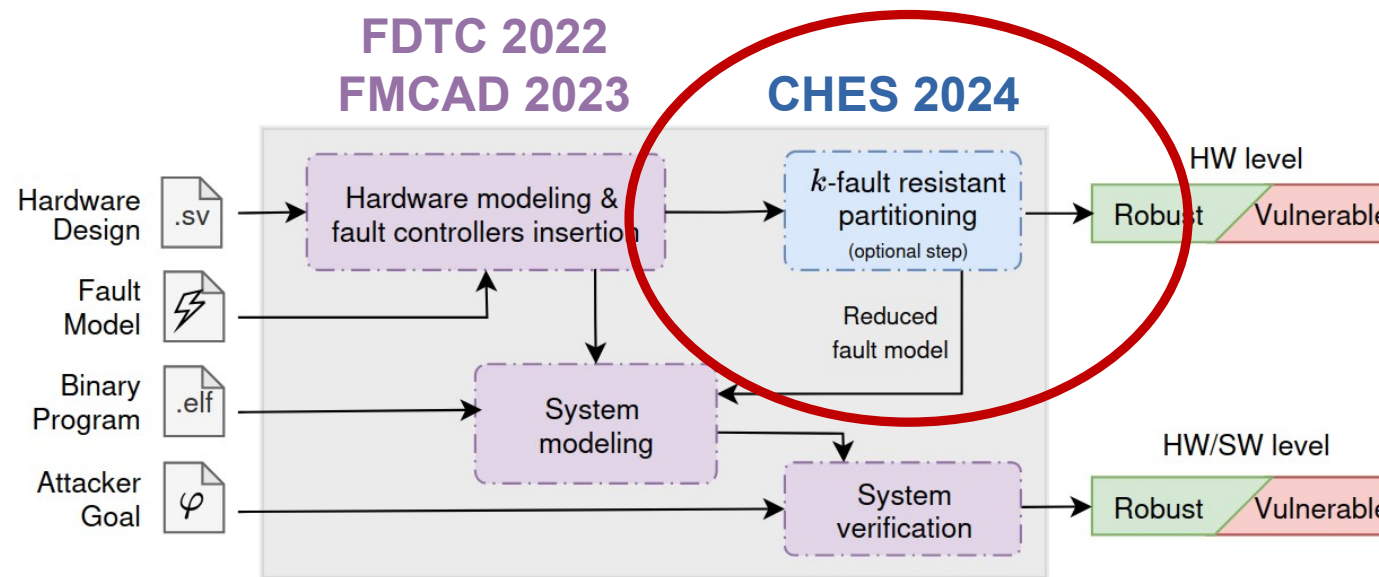 FDTC 2022
FMCAD 2023
CHES 2024
Hardware
Design
.sv
Hardware modeling &
fault controllers insertion
k-fault resistant
partitioning
(optional step)
HW level
Robust
Vulnerable
Fault
Model
Reduced
fault model
Binary
Program
.elf
System
modeling
HW/SW level
Attacker
Goal
φ
System
verification
Robust
Vulnerable